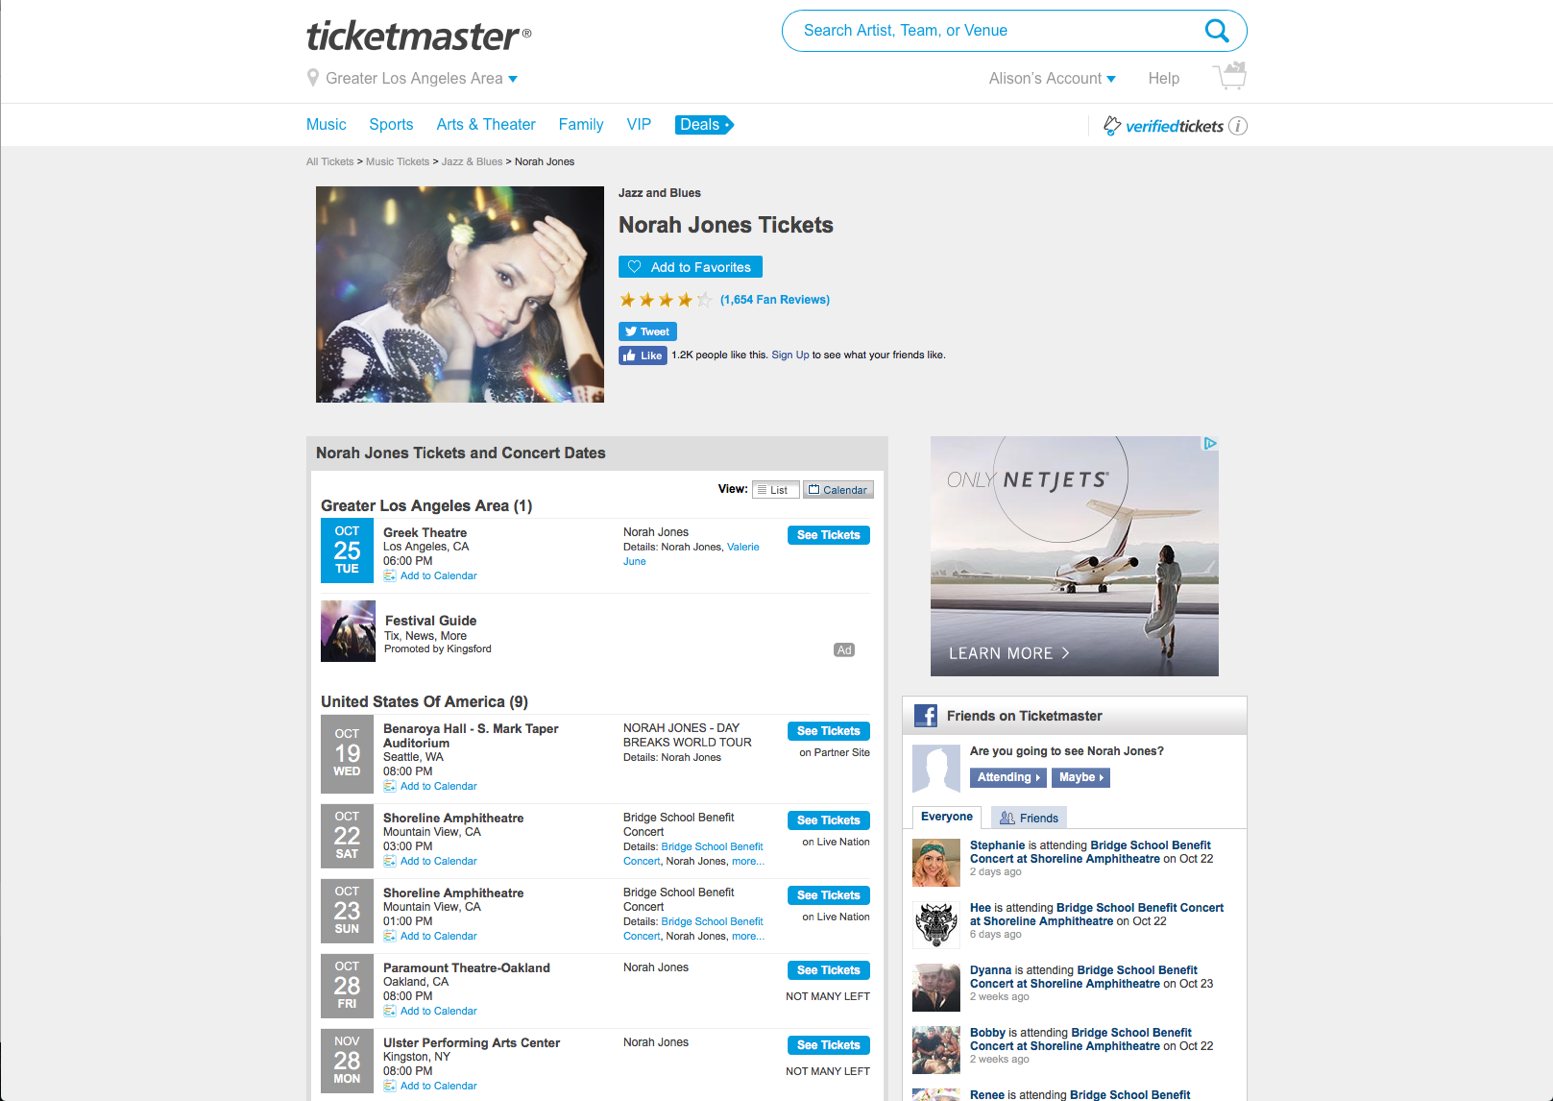 ticketmaster®
Search Artist, Team, or Venue
Greater Los Angeles Area
Alison's Account
Help
Music
Sports
Arts & Theater
Family
VIP
Deals
verifiedtickets i
All Tickets > Music Tickets > Jazz & Blues > Norah Jones
Jazz and Blues
Norah Jones Tickets
Add to Favorites
(1,654 Fan Reviews)
Tweet
Like 1.2K people like this. Sign Up to see what your friends like.
Norah Jones Tickets and Concert Dates
View: List Calendar
Greater Los Angeles Area (1)
OCT
25
TUE
Greek Theatre
Los Angeles, CA
06:00 PM
Add to Calendar
Norah Jones
Details: Norah Jones, Valerie
June
See Tickets
Festival Guide
Tix, News, More
Promoted by Kingsford
Ad
United States Of America (9)
OCT
19
WED
Benaroya Hall - S. Mark Taper
Auditorium
Seattle, WA
08:00 PM
Add to Calendar
NORAH JONES - DAY
BREAKS WORLD TOUR
Details: Norah Jones
See Tickets
on Partner Site
OCT
22
SAT
Shoreline Amphitheatre
Mountain View, CA
03:00 PM
Add to Calendar
Bridge School Benefit
Concert
Details: Bridge School Benefit
Concert, Norah Jones, more...
See Tickets
on Live Nation
OCT
23
SUN
Shoreline Amphitheatre
Mountain View, CA
01:00 PM
Add to Calendar
Bridge School Benefit
Concert
Details: Bridge School Benefit
Concert, Norah Jones, more...
See Tickets
on Live Nation
OCT
28
FRI
Paramount Theatre-Oakland
Oakland, CA
08:00 PM
Add to Calendar
Norah Jones
See Tickets
NOT MANY LEFT
NOV
28
MON
Ulster Performing Arts Center
Kingston, NY
08:00 PM
Add to Calendar
Norah Jones
See Tickets
NOT MANY LEFT
ONLY NETJETS®
LEARN MORE >
f
Friends on Ticketmaster
Are you going to see Norah Jones?
Attending
Maybe
Everyone
Friends
Stephanie is attending Bridge School Benefit
Concert at Shoreline Amphitheatre on Oct 22
2 days ago
Hee is attending Bridge School Benefit Concert
at Shoreline Amphitheatre on Oct 22
6 days ago
Dyanna is attending Bridge School Benefit
Concert at Shoreline Amphitheatre on Oct 23
2 weeks ago
Bobby is attending Bridge School Benefit
Concert at Shoreline Amphitheatre on Oct 22
2 weeks ago
Renee is attending Bridge School Benefit